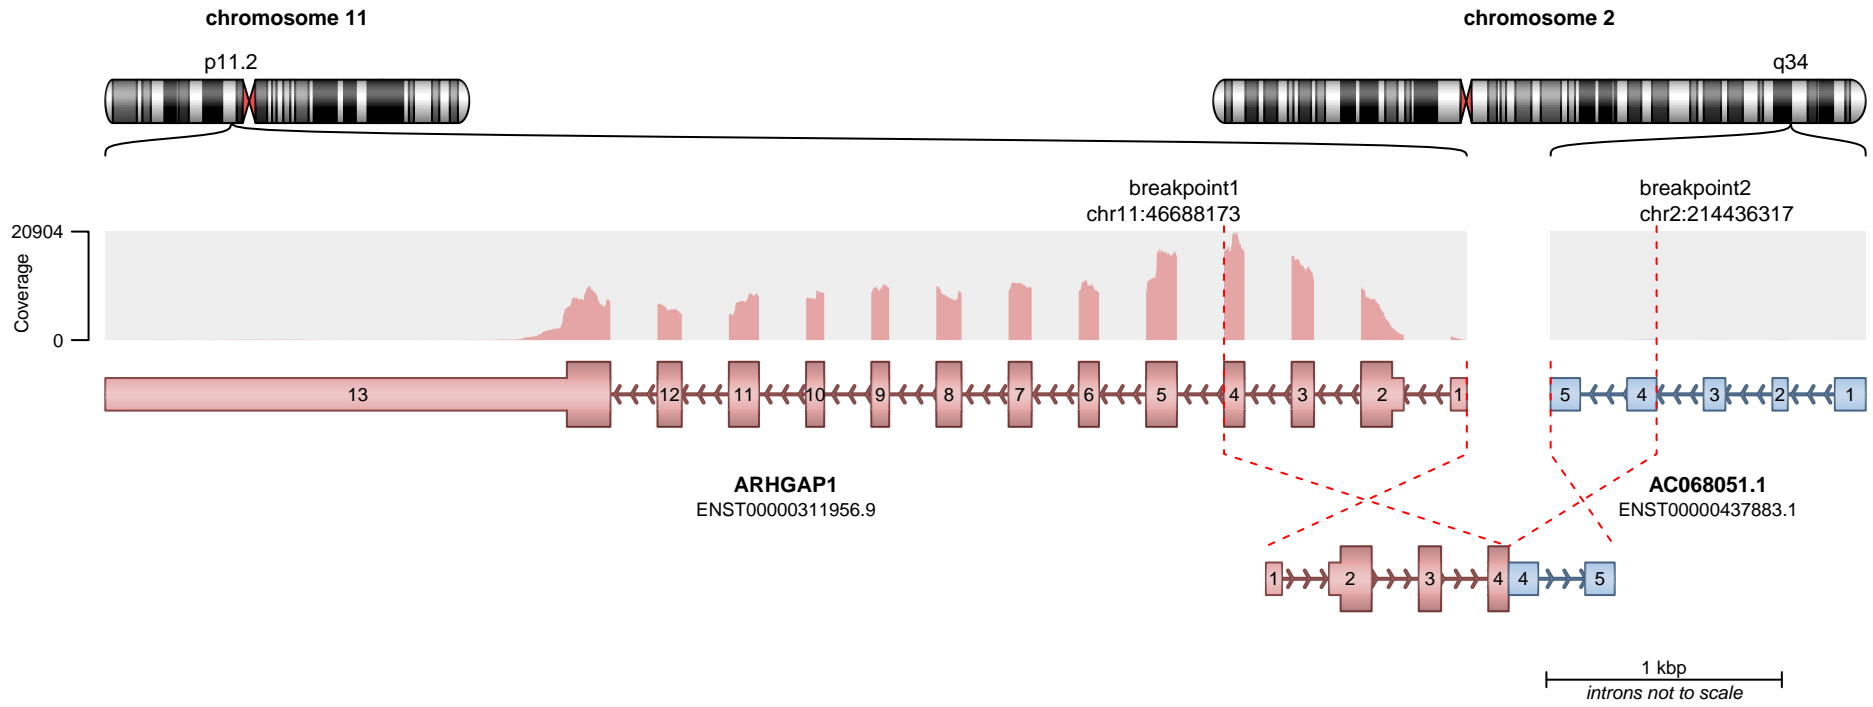 chromosome 11
chromosome 2
p11.2
q34
breakpoint1
chr11:46688173
breakpoint2
chr2:214436317
20904
Coverage
0
13 12 11 10 9 8 7 6 5 4 3 2 1
5 4 3 2 1
ARHGAP1
ENST00000311956.9
AC068051.1
ENST00000437883.1
1 2 3 4 4 5
1 kbp
introns not to scale